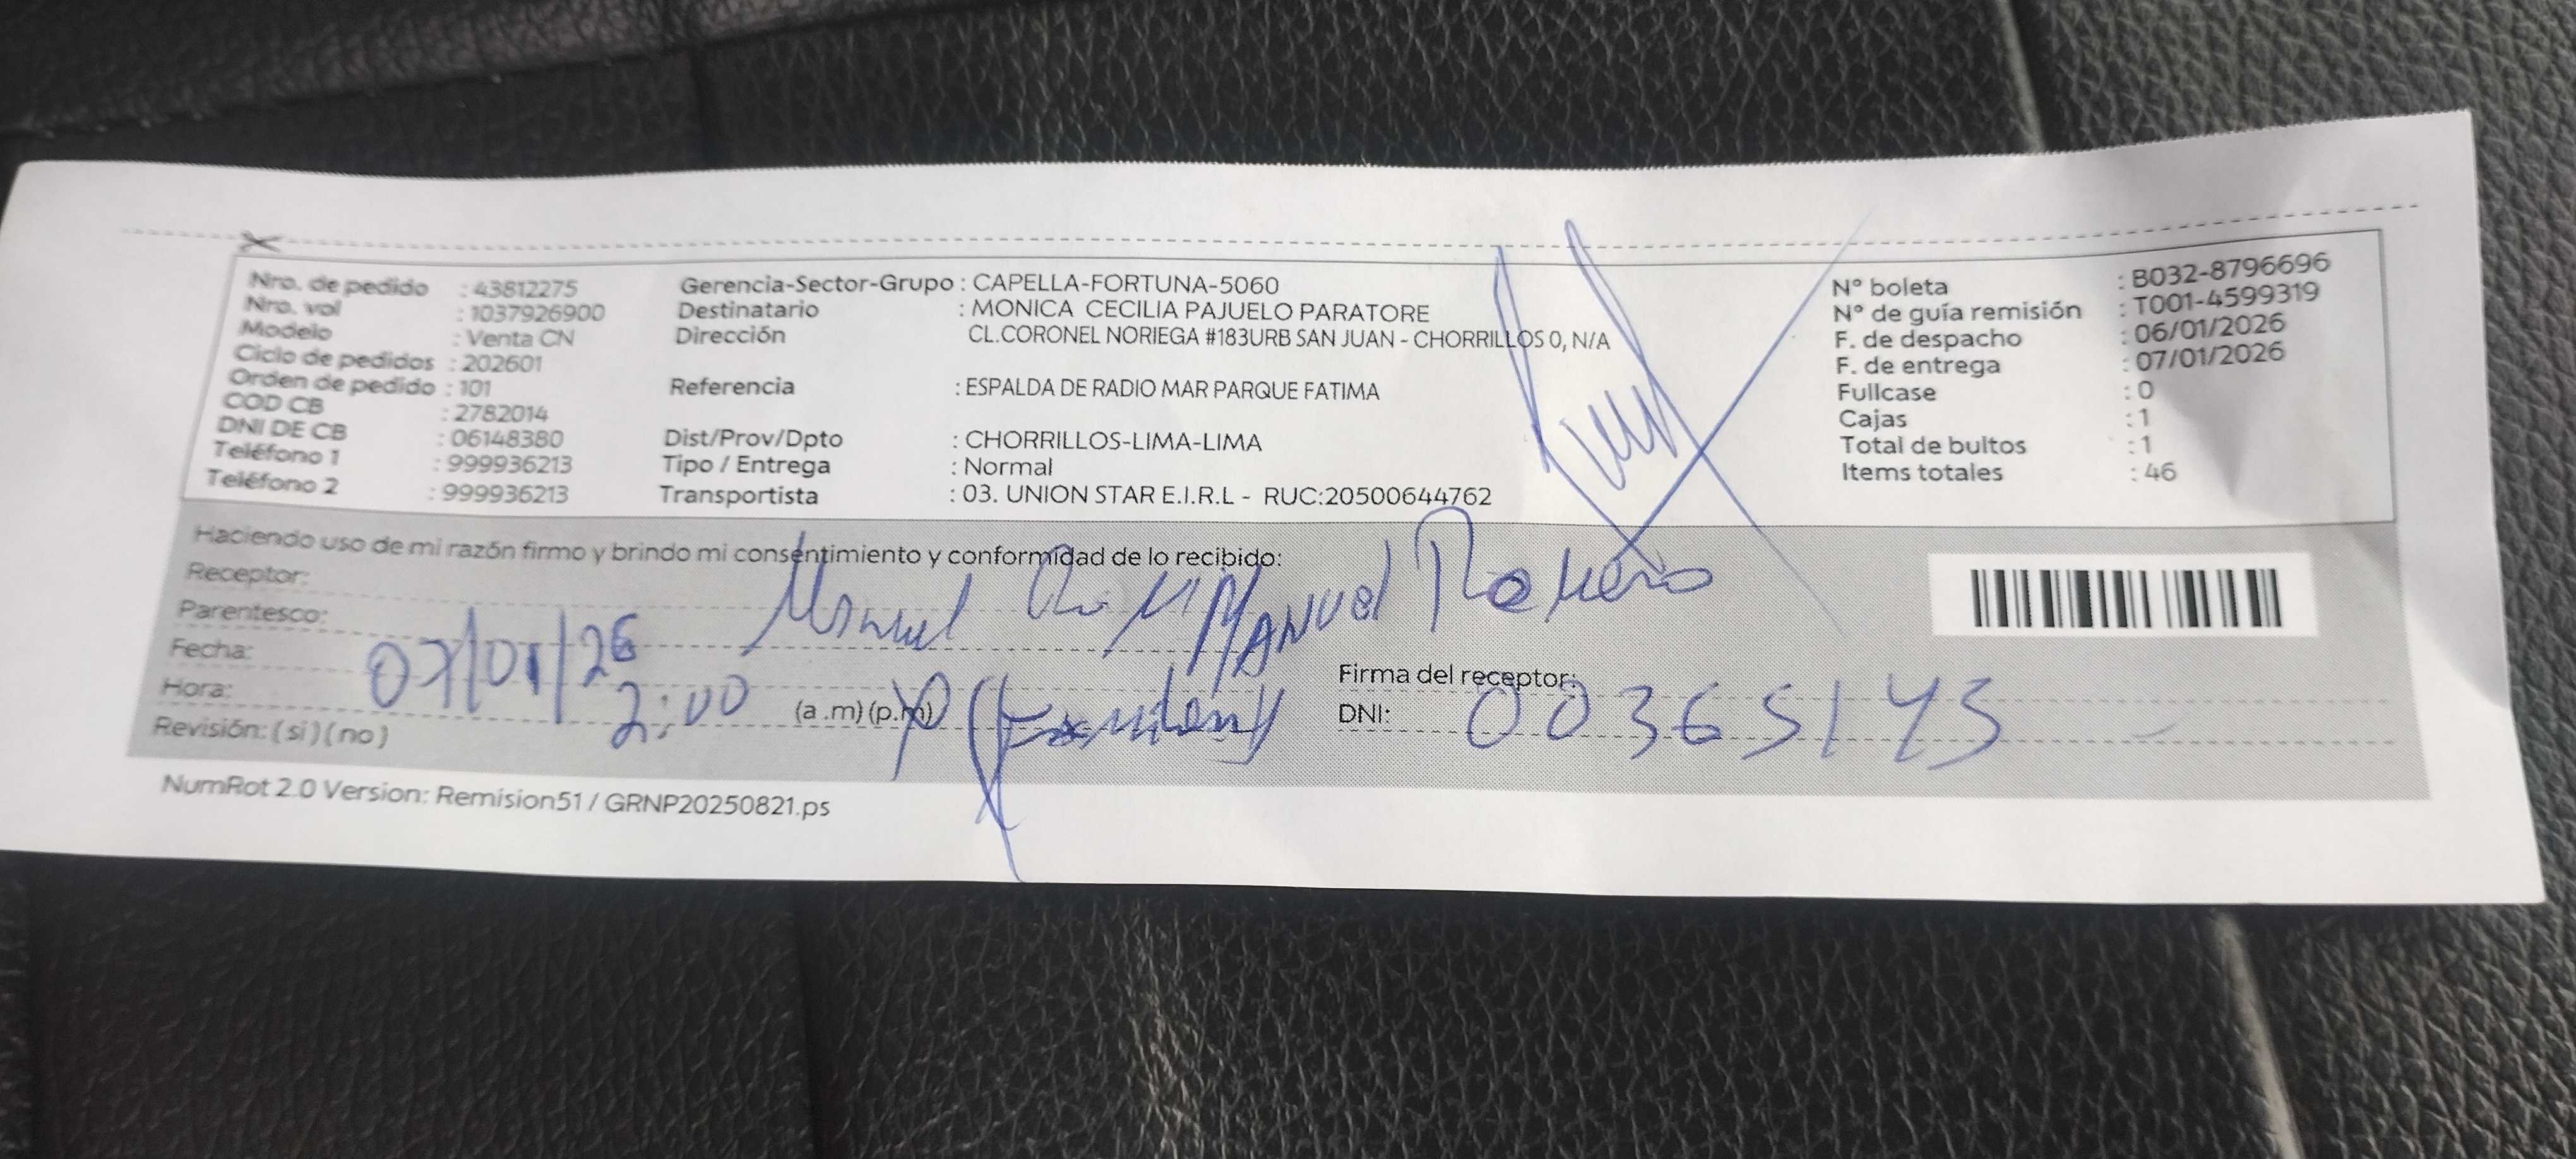 Nro. de pedido : 43812275
Nro. vol : 1037926900
Modelo : Venta CN
Ciclo de pedidos : 202601
Orden de pedido : 101
COD CB : 2782014
DNI DE CB : 06148380
Teléfono 1 : 999936213
Teléfono 2 : 999936213
Gerencia-Sector-Grupo : CAPELLA-FORTUNA-5060
Destinatario : MONICA CECILIA PAJUELO PARATORE
Dirección CL.CORONEL NORIEGA #183URB SAN JUAN - CHORRILLOS 0, N/A
Referencia : ESPALDA DE RADIO MAR PARQUE FATIMA
Dist/Prov/Dpto : CHORRILLOS-LIMA-LIMA
Tipo / Entrega : Normal
Transportista : 03. UNION STAR E.I.R.L - RUC:20500644762
N° boleta : B032-8796696
N° de guía remisión : T001-4599319
F. de despacho : 06/01/2026
F. de entrega : 07/01/2026
Fullcase : 0
Cajas : 1
Total de bultos : 1
Items totales : 46
Haciendo uso de mi razón firmo y brindo mi consentimiento y conformidad de lo recibido:
Receptor: Manuel MANUEL
Parentesco:
Fecha: 07/01/26
Hora: 2:00 (a .m) (p.m)
Revisión: ( si ) ( no )
Firma del receptor:
DNI: 00365143
NumRot 2.0 Version: Remision51 / GRNP20250821.ps